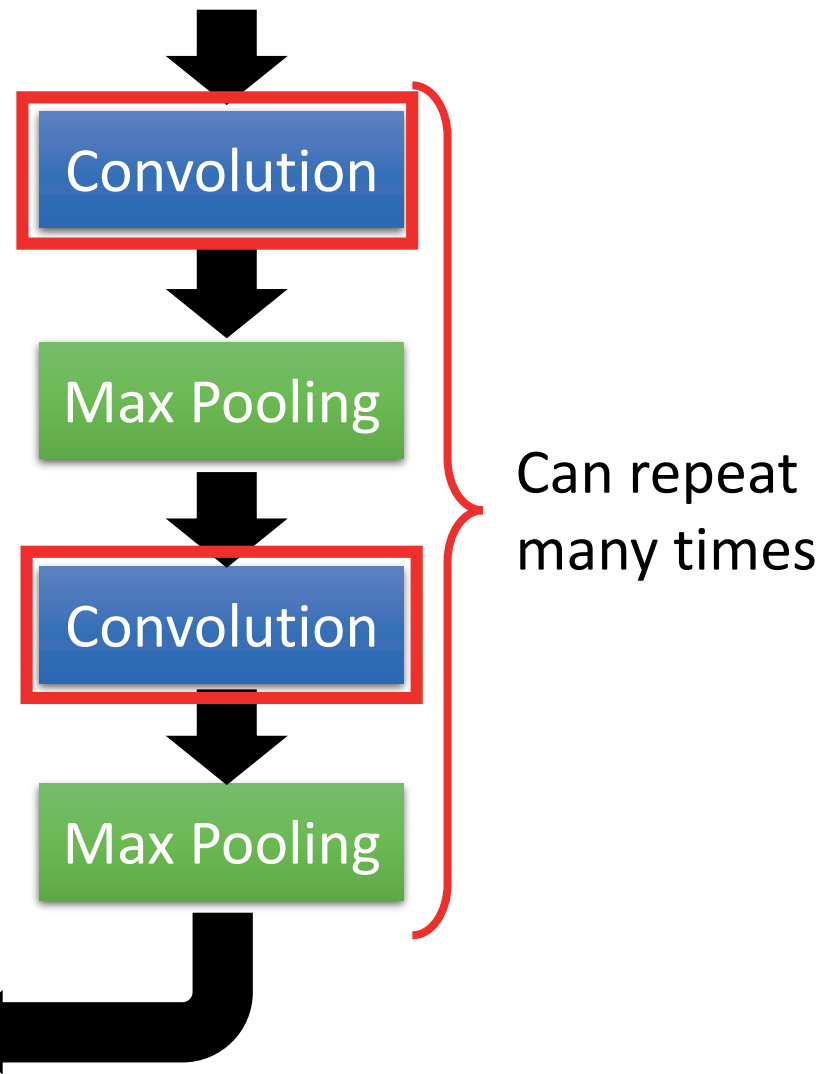 Convolution
Max Pooling
Can repeat
many times
Convolution
Max Pooling